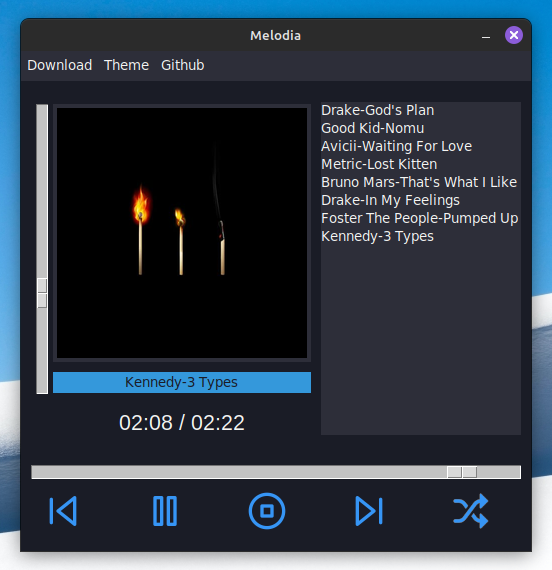 Melodia
Download Theme Github
Drake-God's Plan
Good Kid-Nomu
Avicii-Waiting For Love
Metric-Lost Kitten
Bruno Mars-That's What I Like
Drake-In My Feelings
Foster The People-Pumped Up
Kennedy-3 Types
Kennedy-3 Types
02:08 / 02:22